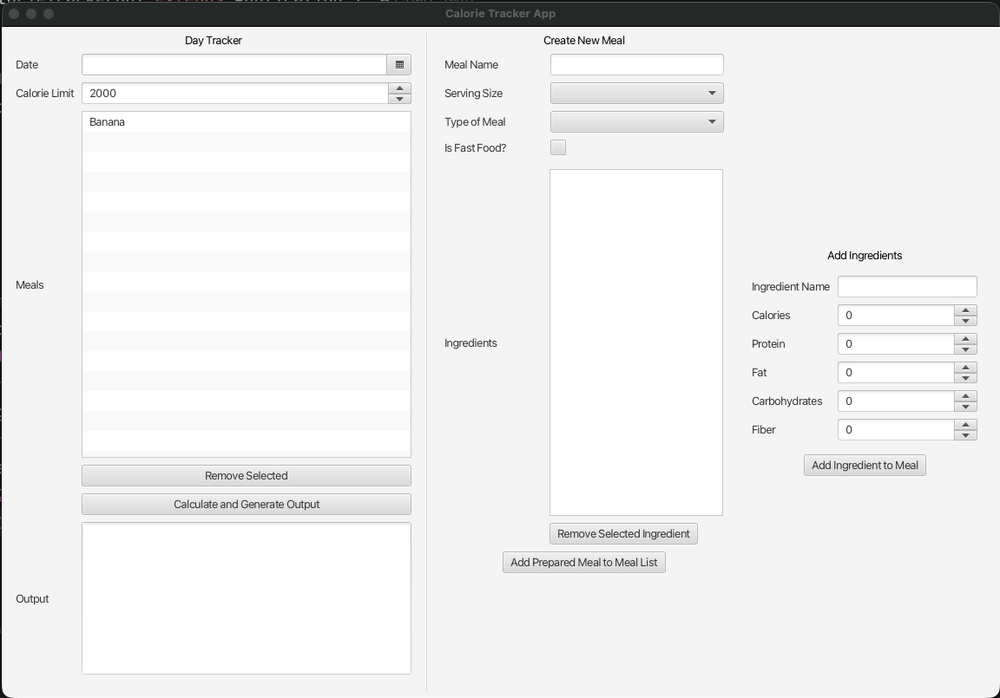 Calorie Tracker App
Day Tracker
Date
Calorie Limit 2000
Meals
Banana
Remove Selected
Calculate and Generate Output
Output
Create New Meal
Meal Name
Serving Size
Type of Meal
Is Fast Food?
Ingredients
Remove Selected Ingredient
Add Prepared Meal to Meal List
Add Ingredients
Ingredient Name
Calories 0
Protein 0
Fat 0
Carbohydrates 0
Fiber 0
Add Ingredient to Meal